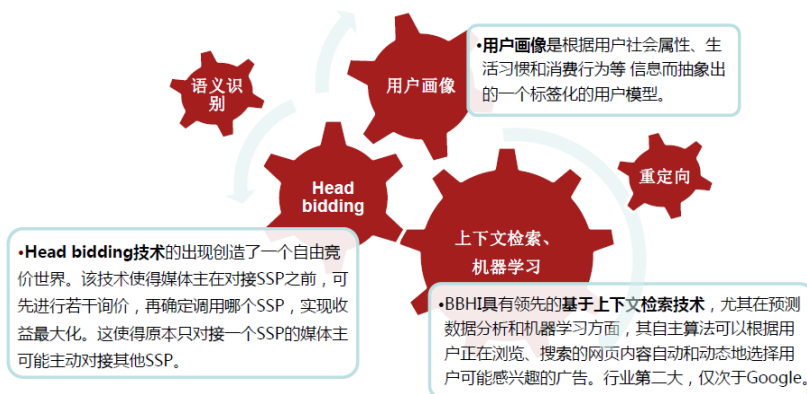 语义识
别
用户画像
•用户画像是根据用户社会属性、生
活习惯和消费行为等 信息而抽象出
的一个标签化的用户模型。
Head
bidding
重定向
上下文检索、
机器学习
•Head bidding技术的出现创造了一个自由竞
价世界。该技术使得媒体主在对接SSP之前，可
先进行若干询价，再确定调用哪个SSP，实现收
益最大化。这使得原本只对接一个SSP的媒体主
可能主动对接其他SSP。
•BBHI具有领先的基于上下文检索技术，尤其在预测
数据分析和机器学习方面，其自主算法可以根据用
户正在浏览、搜索的网页内容自动和动态地选择用
户可能感兴趣的广告。行业第二大，仅次于Google。